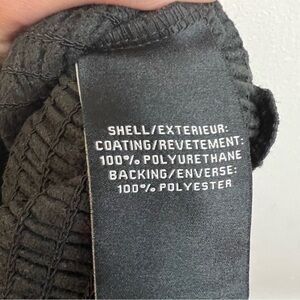 SHELL/EXTERIEUR:
COATING/REVETEMENT:
100% POLYURETHANE
BACKING/ENVERSE:
100% POLYESTER